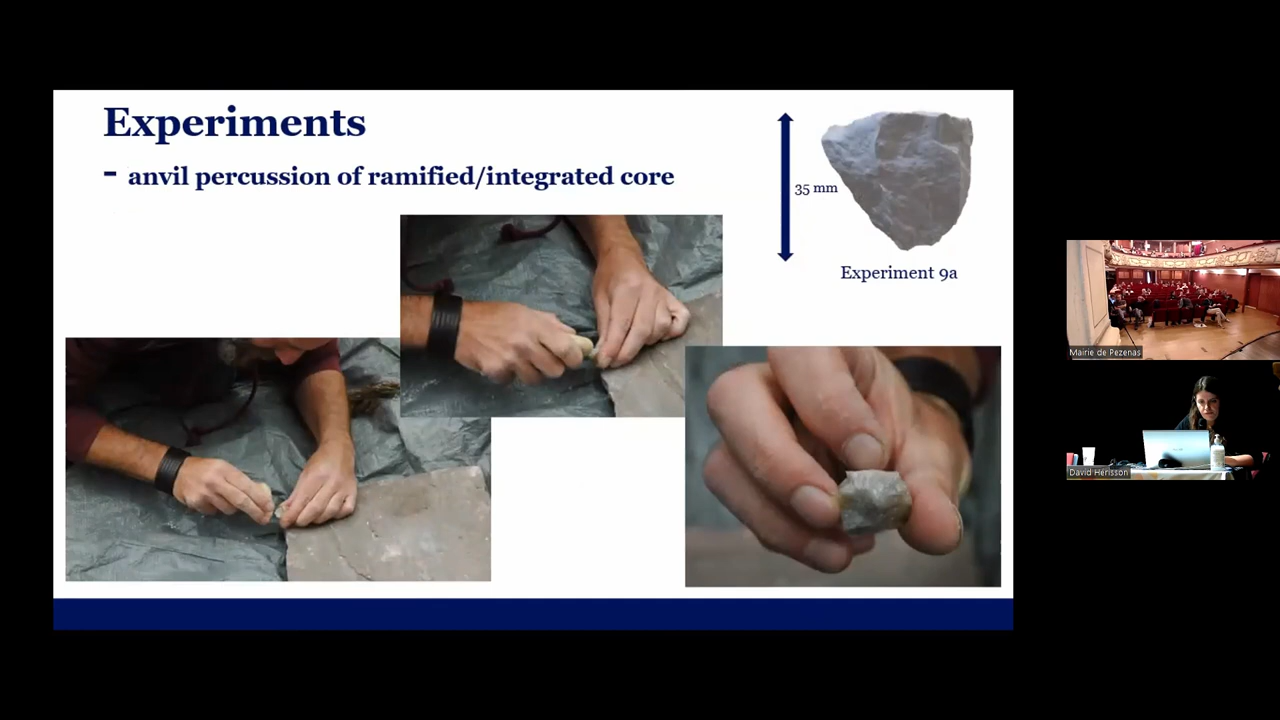 Experiments
- anvil percussion of ramified/integrated core
35 mm
Experiment 9a
Mairie de Pezenas
David Herisson